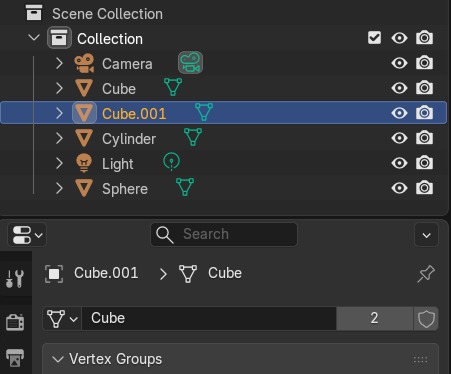 Scene Collection
Collection
Camera
Cube
Cube.001
Cylinder
Light
Sphere
Search
Cube.001 > Cube
Cube 2
Vertex Groups